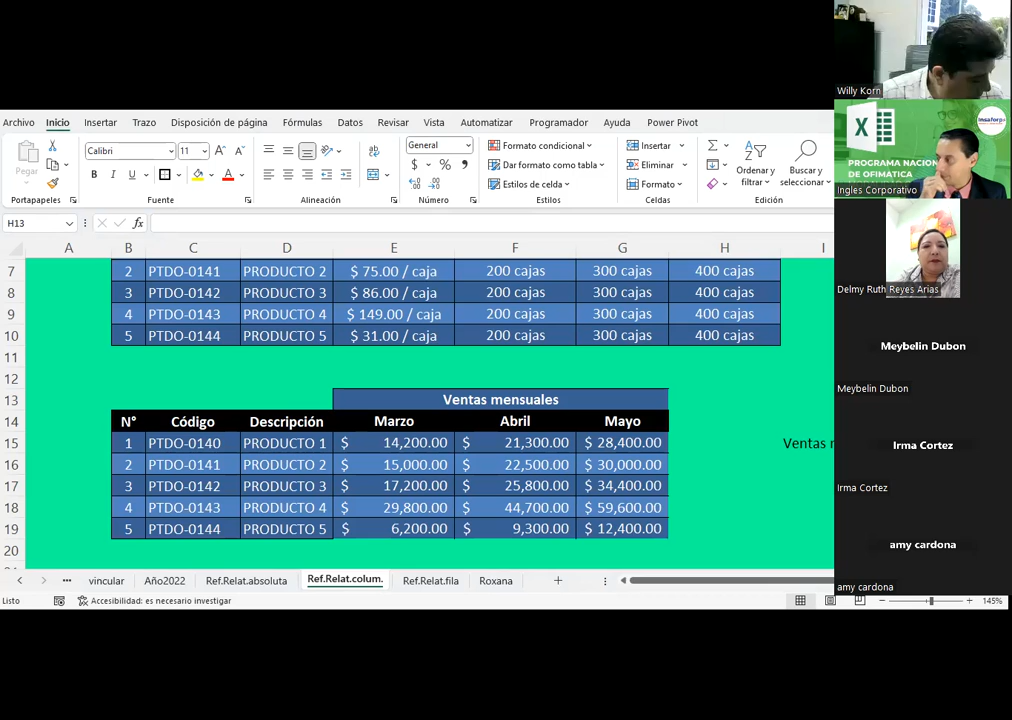 Archivo Inicio Insertar Trazo Disposición de página Fórmulas Datos Revisar Vista Automatizar Programador Ayuda Power Pivot
Pegar
Calibri 11
N
General
$ %
Formato condicional
Dar formato como tabla
Estilos de celda
Insertar
Eliminar
Formato
Ordenar y filtrar
Buscar y seleccionar
Portapapeles Fuente Alineación Número Estilos Celdas Edición
H13 fx
A B C D E F G H I
7 2 PTDO-0141 PRODUCTO 2 $ 75.00 / caja 200 cajas 300 cajas 400 cajas
8 3 PTDO-0142 PRODUCTO 3 $ 86.00 / caja 200 cajas 300 cajas 400 cajas
9 4 PTDO-0143 PRODUCTO 4 $ 149.00 / caja 200 cajas 300 cajas 400 cajas
10 5 PTDO-0144 PRODUCTO 5 $ 31.00 / caja 200 cajas 300 cajas 400 cajas
11
12
13 Ventas mensuales
14 N° Código Descripción Marzo Abril Mayo
15 1 PTDO-0140 PRODUCTO 1 $ 14,200.00 $ 21,300.00 $ 28,400.00 Ventas
16 2 PTDO-0141 PRODUCTO 2 $ 15,000.00 $ 22,500.00 $ 30,000.00
17 3 PTDO-0142 PRODUCTO 3 $ 17,200.00 $ 25,800.00 $ 34,400.00
18 4 PTDO-0143 PRODUCTO 4 $ 29,800.00 $ 44,700.00 $ 59,600.00
19 5 PTDO-0144 PRODUCTO 5 $ 6,200.00 $ 9,300.00 $ 12,400.00
20
... vincular Año2022 Ref.Relat.absoluta Ref.Relat.colum. Ref.Relat.fila Roxana
Listo Accesibilidad: es necesario investigar 145%
Willy Korn
Insaforp
PROGRAMA NACION
DE OFIMÁTICA
Ingles Corporativo
Delmy Ruth Reyes Arias
Meybelin Dubon
Meybelin Dubon
Irma Cortez
Irma Cortez
amy cardona
amy cardona